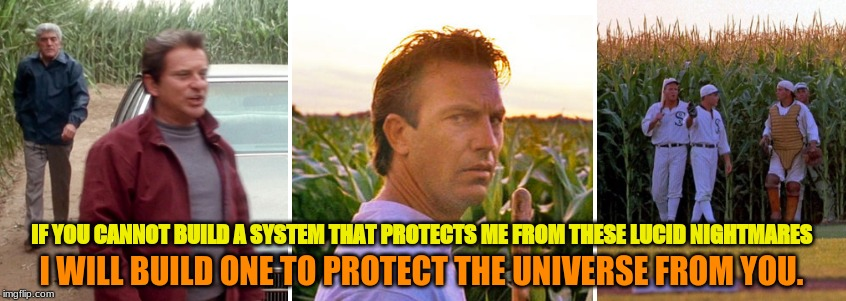 IF YOU CANNOT BUILD A SYSTEM THAT PROTECTS ME FROM THESE LUCID NIGHTMARES
I WILL BUILD ONE TO PROTECT THE UNIVERSE FROM YOU.
S S
imgflip.com